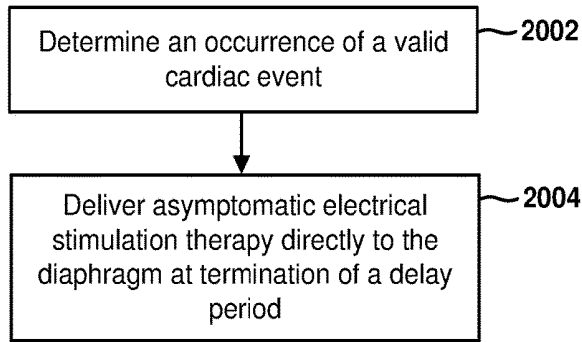 Determine an occurrence of a valid
cardiac event
2002
Deliver asymptomatic electrical
stimulation therapy directly to the
diaphragm at termination of a delay
period
2004